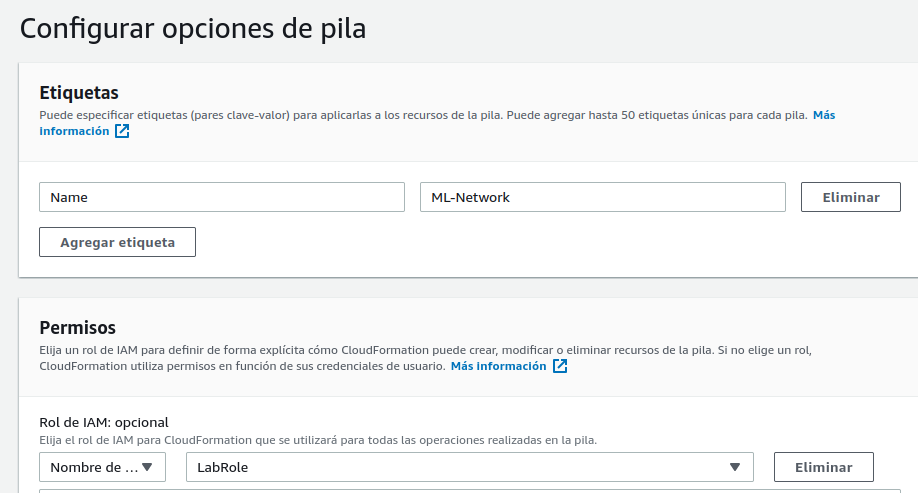 Configurar opciones de pila
Etiquetas
Puede especificar etiquetas (pares clave-valor) para aplicarlas a los recursos de la pila. Puede agregar hasta 50 etiquetas únicas para cada pila. Más
información
Name ML-Network Eliminar
Agregar etiqueta
Permisos
Elija un rol de IAM para definir de forma explícita cómo CloudFormation puede crear, modificar o eliminar recursos de la pila. Si no elige un rol,
CloudFormation utiliza permisos en función de sus credenciales de usuario. Más información
Rol de IAM: opcional
Elija el rol de IAM para CloudFormation que se utilizará para todas las operaciones realizadas en la pila.
Nombre de ... LabRole Eliminar